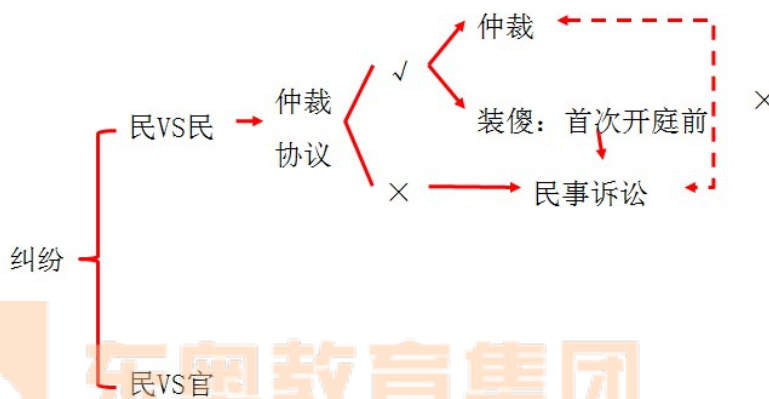 仲裁
√
仲裁
协议
民VS民
装傻：首次开庭前
×
×
民事诉讼
纠纷
东奥教育集团
民VS官